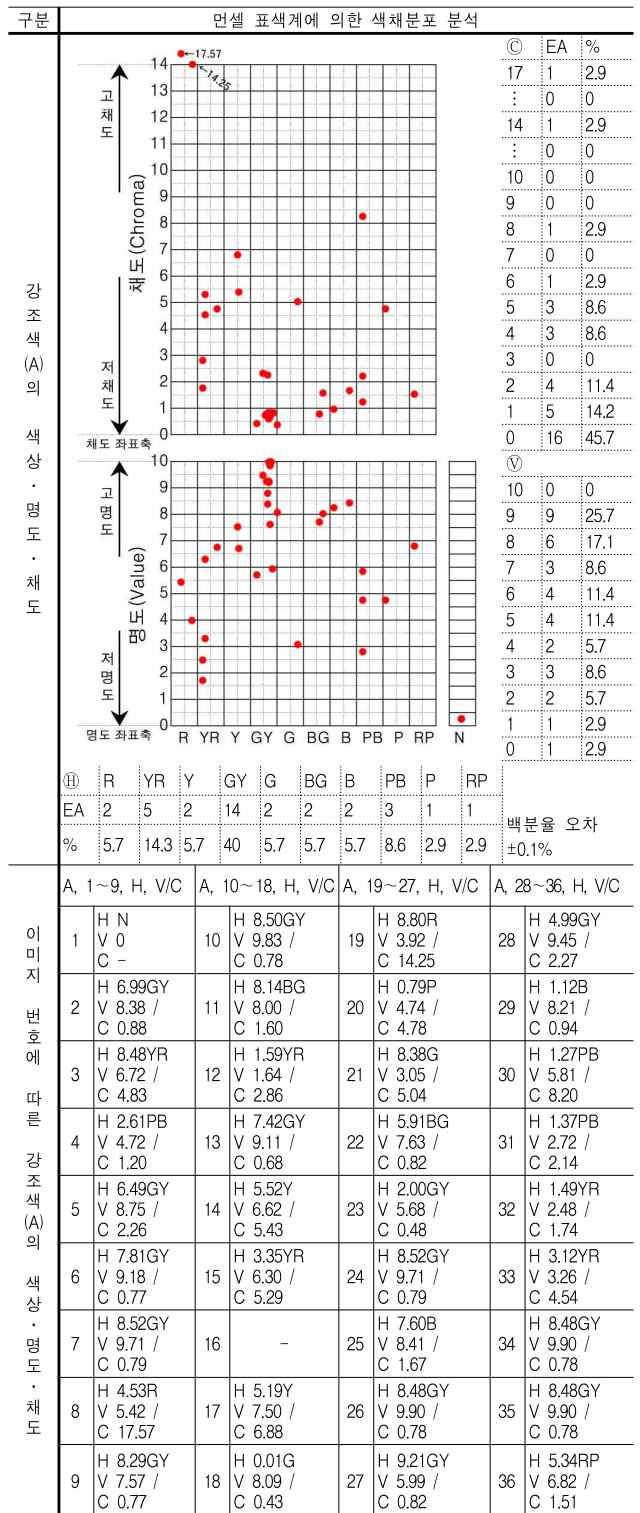 구분 먼셀 표색계에 의한 색채분포 분석
강조색(A)의 색상·명도·채도
←17.57
←14.25
고채도
채도(Chroma)
저채도
14
13
12
11
10
9
8
7
6
5
4
3
2
1
0
채도 좌표축
고명도
명도(Value)
저명도
10
9
8
7
6
5
4
3
2
1
0
명도 좌표축
R YR Y GY G BG B PB P RP N
Ⓒ EA %
17 1 2.9
⋮ 0 0
14 1 2.9
⋮ 0 0
10 0 0
9 0 0
8 1 2.9
7 0 0
6 1 2.9
5 3 8.6
4 3 8.6
3 0 0
2 4 11.4
1 5 14.2
0 16 45.7
Ⓥ
10 0 0
9 9 25.7
8 6 17.1
7 3 8.6
6 4 11.4
5 4 11.4
4 2 5.7
3 3 8.6
2 2 5.7
1 1 2.9
0 1 2.9
Ⓗ R YR Y GY G BG B PB P RP
EA 2 5 2 14 2 2 2 3 1 1
% 5.7 14.3 5.7 40 5.7 5.7 5.7 8.6 2.9 2.9
백분율 오차
±0.1%
이미지 번호에 따른 강조색(A)의 색상·명도·채도
A, 1~9, H, V/C A, 10~18, H, V/C A, 19~27, H, V/C A, 28~36, H, V/C
H N H 8.50GY H 8.80R H 4.99GY
1 V 0 10 V 9.83 / 19 V 3.92 / 28 V 9.45 /
C - C 0.78 C 14.25 C 2.27
H 6.99GY H 8.14BG H 0.79P H 1.12B
2 V 8.38 / 11 V 8.00 / 20 V 4.74 / 29 V 8.21 /
C 0.88 C 1.60 C 4.78 C 0.94
H 8.48YR H 1.59YR H 8.38G H 1.27PB
3 V 6.72 / 12 V 1.64 / 21 V 3.05 / 30 V 5.81 /
C 4.83 C 2.86 C 5.04 C 8.20
H 2.61PB H 7.42GY H 5.91BG H 1.37PB
4 V 4.72 / 13 V 9.11 / 22 V 7.63 / 31 V 2.72 /
C 1.20 C 0.68 C 0.82 C 2.14
H 6.49GY H 5.52Y H 2.00GY H 1.49YR
5 V 8.75 / 14 V 6.62 / 23 V 5.68 / 32 V 2.48 /
C 2.26 C 5.43 C 0.48 C 1.74
H 7.81GY H 3.35YR H 8.52GY H 3.12YR
6 V 9.18 / 15 V 6.30 / 24 V 9.71 / 33 V 3.26 /
C 0.77 C 5.29 C 0.79 C 4.54
H 8.52GY H 7.60B H 8.48GY
7 V 9.71 / 16 - 25 V 8.41 / 34 V 9.90 /
C 0.79 C 1.67 C 0.78
H 4.53R H 5.19Y H 8.48GY H 8.48GY
8 V 5.42 / 17 V 7.50 / 26 V 9.90 / 35 V 9.90 /
C 17.57 C 6.88 C 0.78 C 0.78
H 8.29GY H 0.01G H 9.21GY H 5.34RP
9 V 7.57 / 18 V 8.09 / 27 V 5.99 / 36 V 6.82 /
C 0.77 C 0.43 C 0.82 C 1.51